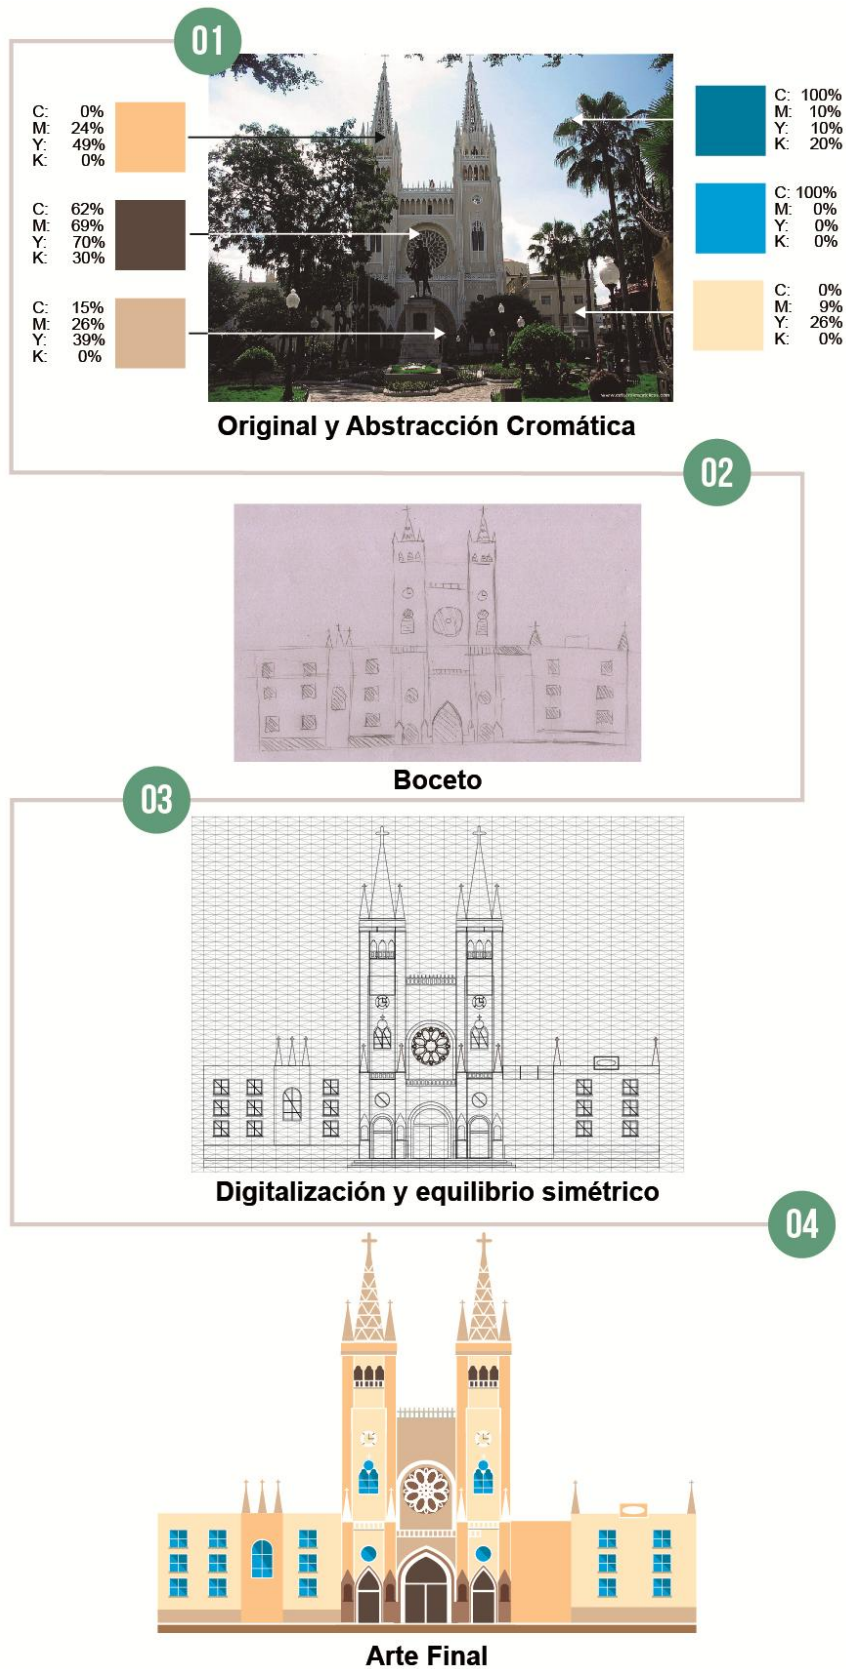 01
C: 0%
M: 24%
Y: 49%
K: 0%
C: 62%
M: 69%
Y: 70%
K: 30%
C: 15%
M: 26%
Y: 39%
K: 0%
C: 100%
M: 10%
Y: 10%
K: 20%
C: 100%
M: 0%
Y: 0%
K: 0%
C: 0%
M: 9%
Y: 26%
K: 0%
Original y Abstracción Cromática
02
Boceto
03
Digitalización y equilibrio simétrico
04
Arte Final